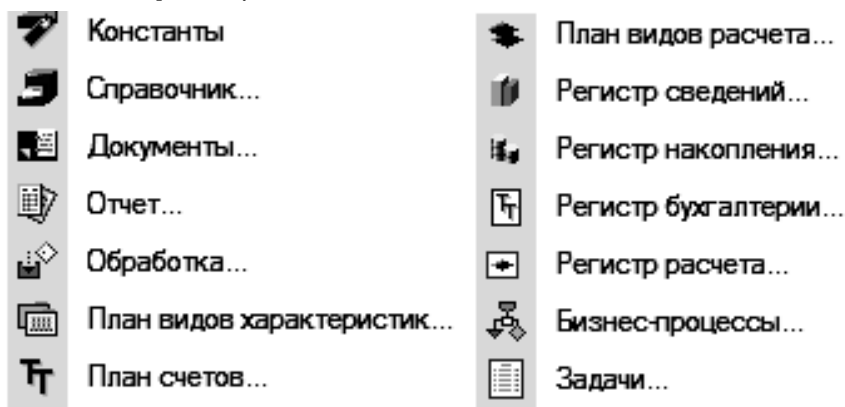 Константы
Справочник...
Документы...
Отчет...
Обработка...
План видов характеристик...
План счетов...
План видов расчета...
Регистр сведений...
Регистр накопления...
Регистр бухгалтерии...
Регистр расчета...
Бизнес-процессы...
Задачи...